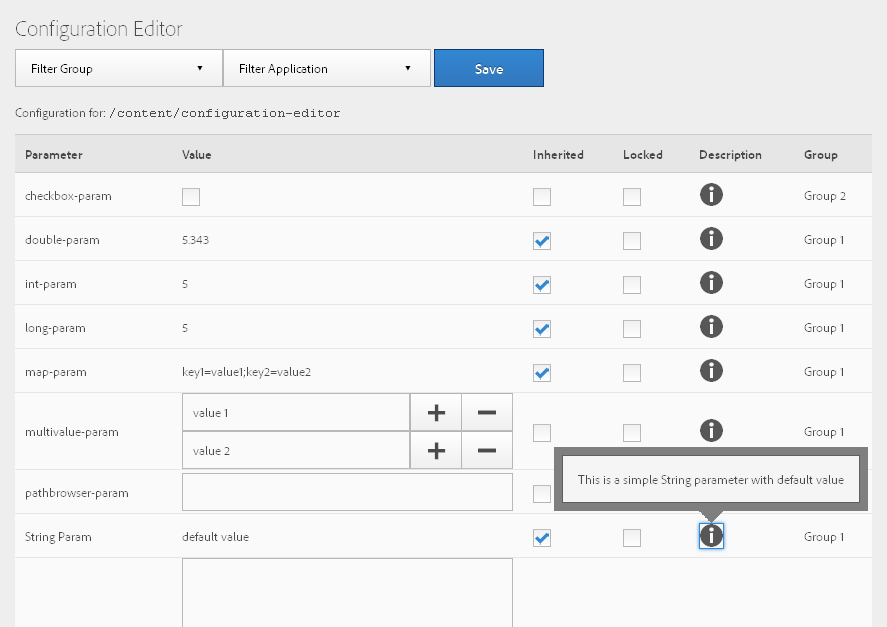 Configuration Editor
Filter Group Filter Application Save
Configuration for: /content/configuration-editor
Parameter Value Inherited Locked Description Group
checkbox-param Group 2
double-param 5.343 Group 1
int-param 5 Group 1
long-param 5 Group 1
map-param key1=value1;key2=value2 Group 1
value 1
multivalue-param Group 1
value 2
This is a simple String parameter with default value
pathbrowser-param
String Param default value Group 1